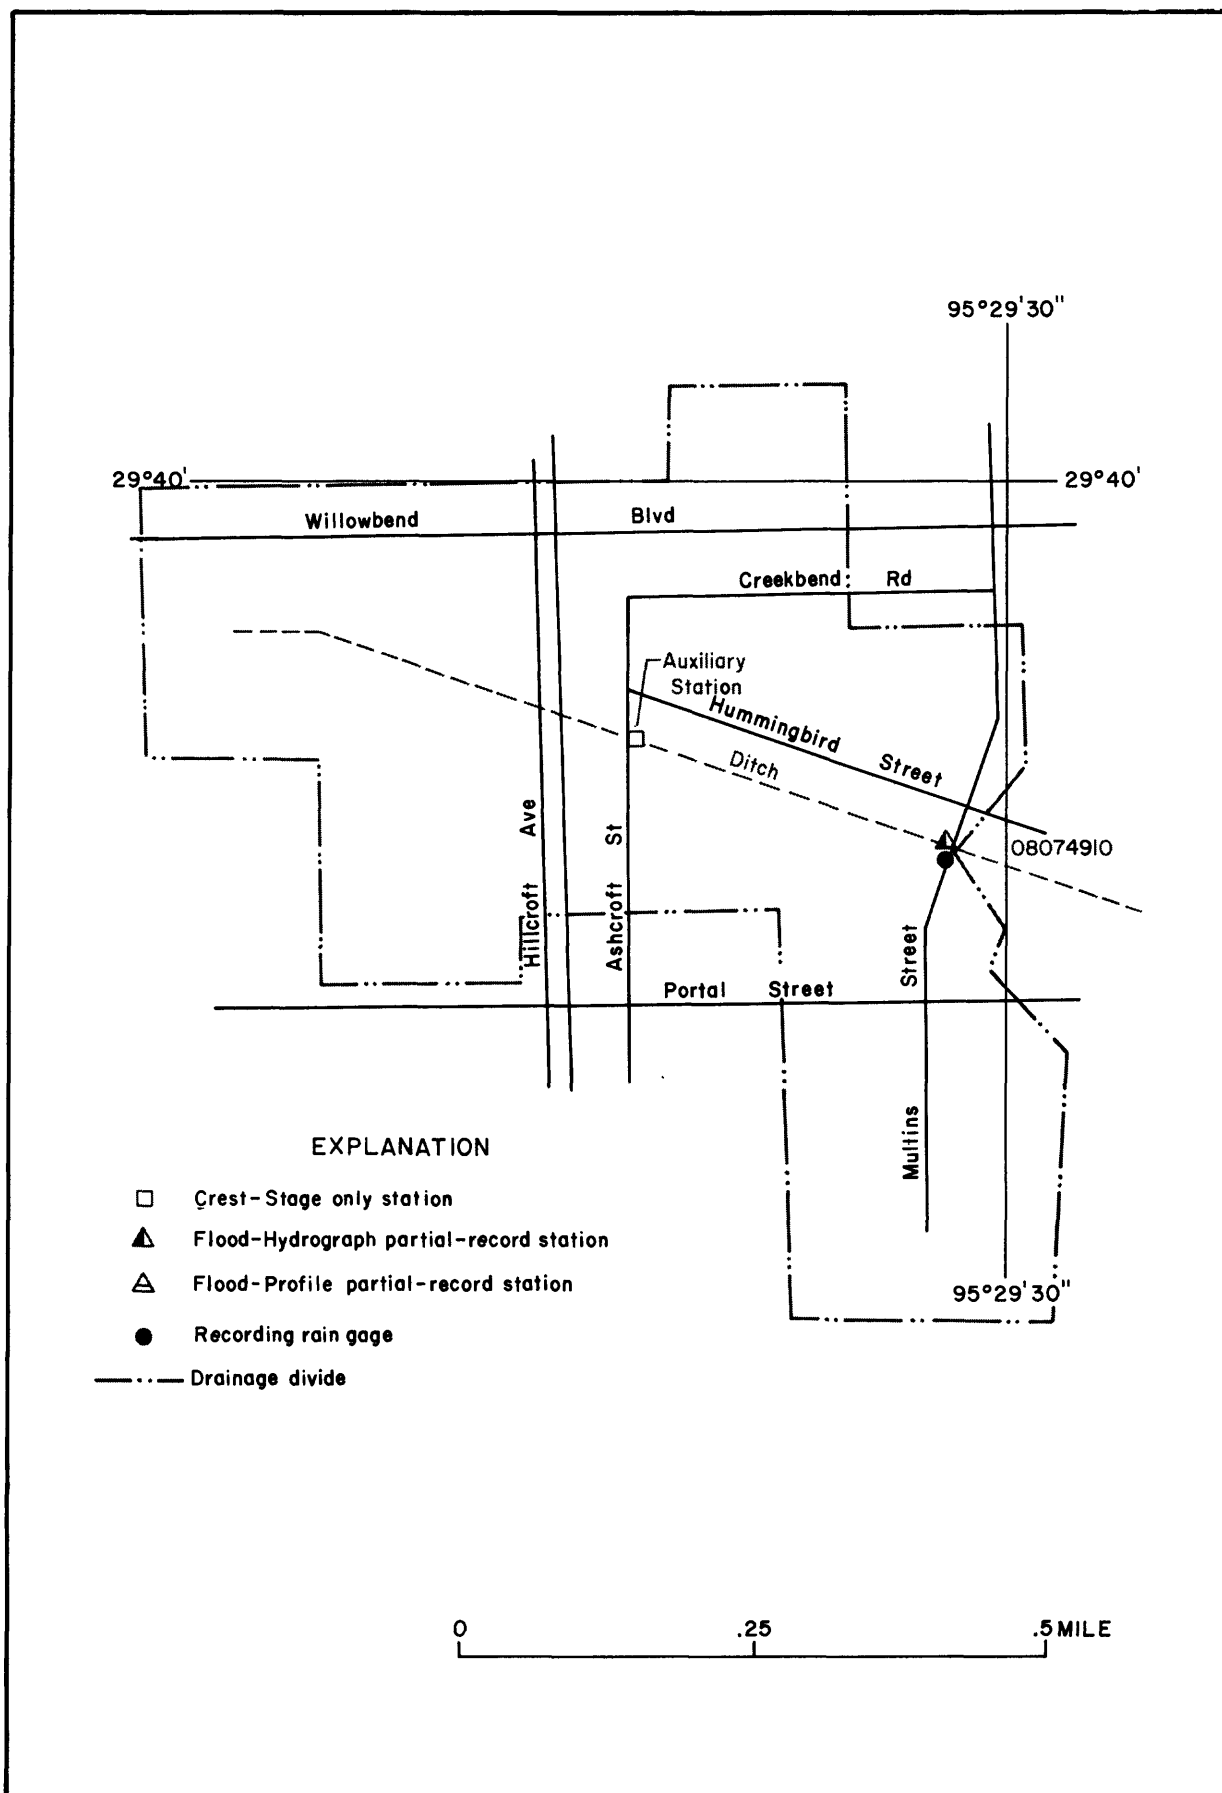 95°29'30"
29°40'
29°40'
Willowbend Blvd
Creekbend Rd
Auxiliary
Station
Hummingbird Street
Ditch
Hillcroft Ave
Ashcroft St
08074910
Portal Street
Multins Street
95°29'30"
EXPLANATION
Crest-Stage only station
Flood-Hydrograph partial-record station
Flood-Profile partial-record station
Recording rain gage
Drainage divide
0 .25 .5 MILE